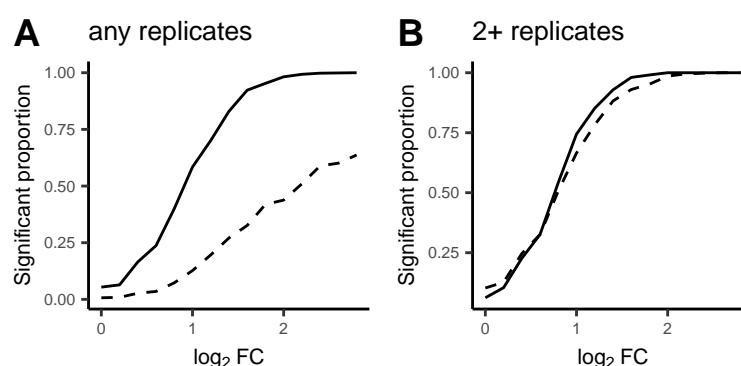 A any replicates
Significant proportion
1.00
0.75
0.50
0.25
0.00
0 1 2
log₂ FC
B 2+ replicates
Significant proportion
1.00
0.75
0.50
0.25
0 1 2
log₂ FC